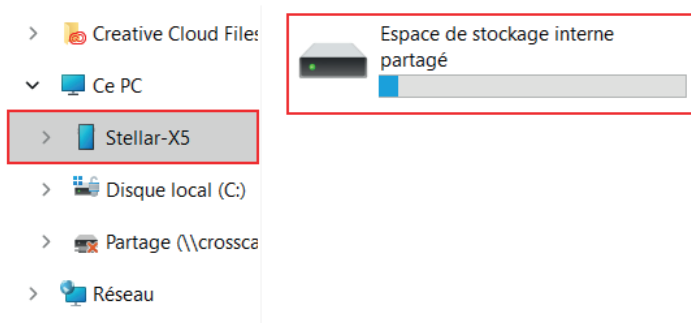 Creative Cloud Files
Ce PC
Stellar-X5
Disque local (C:)
Partage (\\crossca
Réseau
Espace de stockage interne
partagé